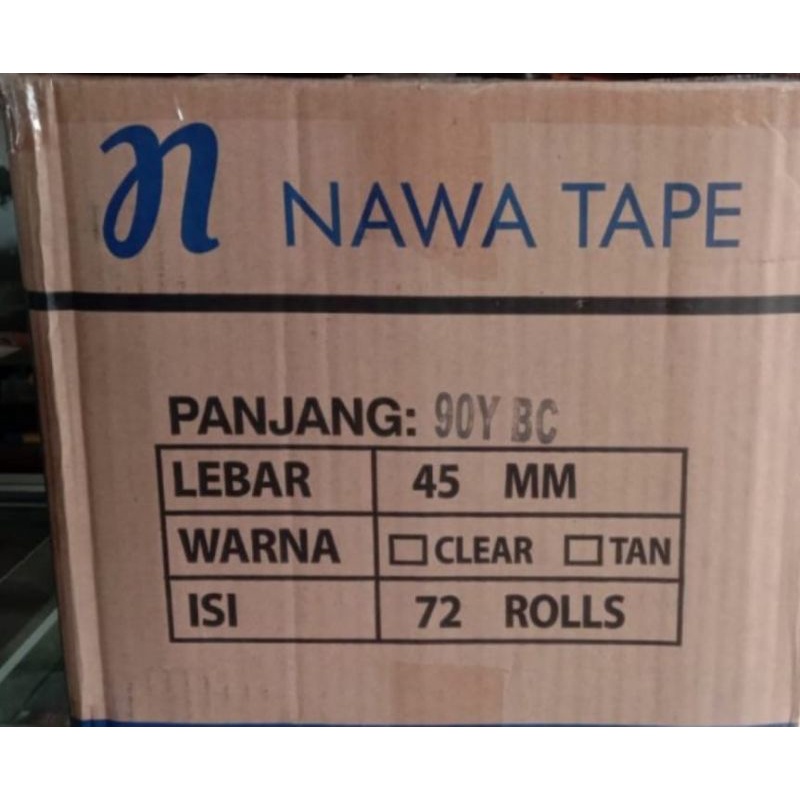 n NAWA TAPE
PANJANG: 90Y BC
LEBAR 45 MM
WARNA CLEAR TAN
ISI 72 ROLLS